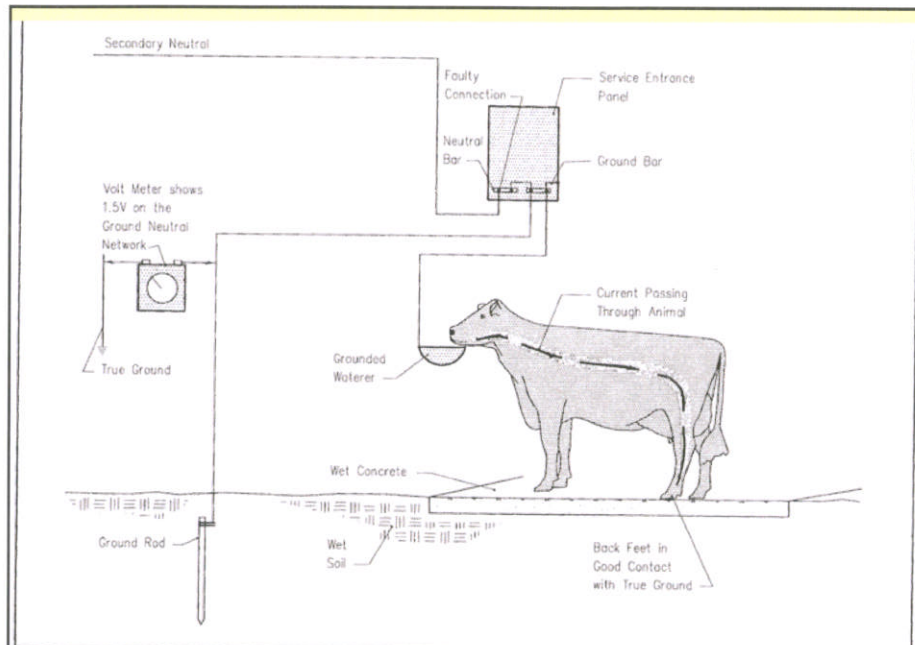 Secondary Neutral
Faulty
Connection
Service Entrance
Panel
Neutral
Bar
Ground Bar
Volt Meter shows
1.5V on the
Ground Neutral
Network
Current Passing
Through Animal
True Ground
Grounded
Waterer
Wet Concrete
Ground Rod
Wet
Soil
Back Feet in
Good Contact
with True Ground